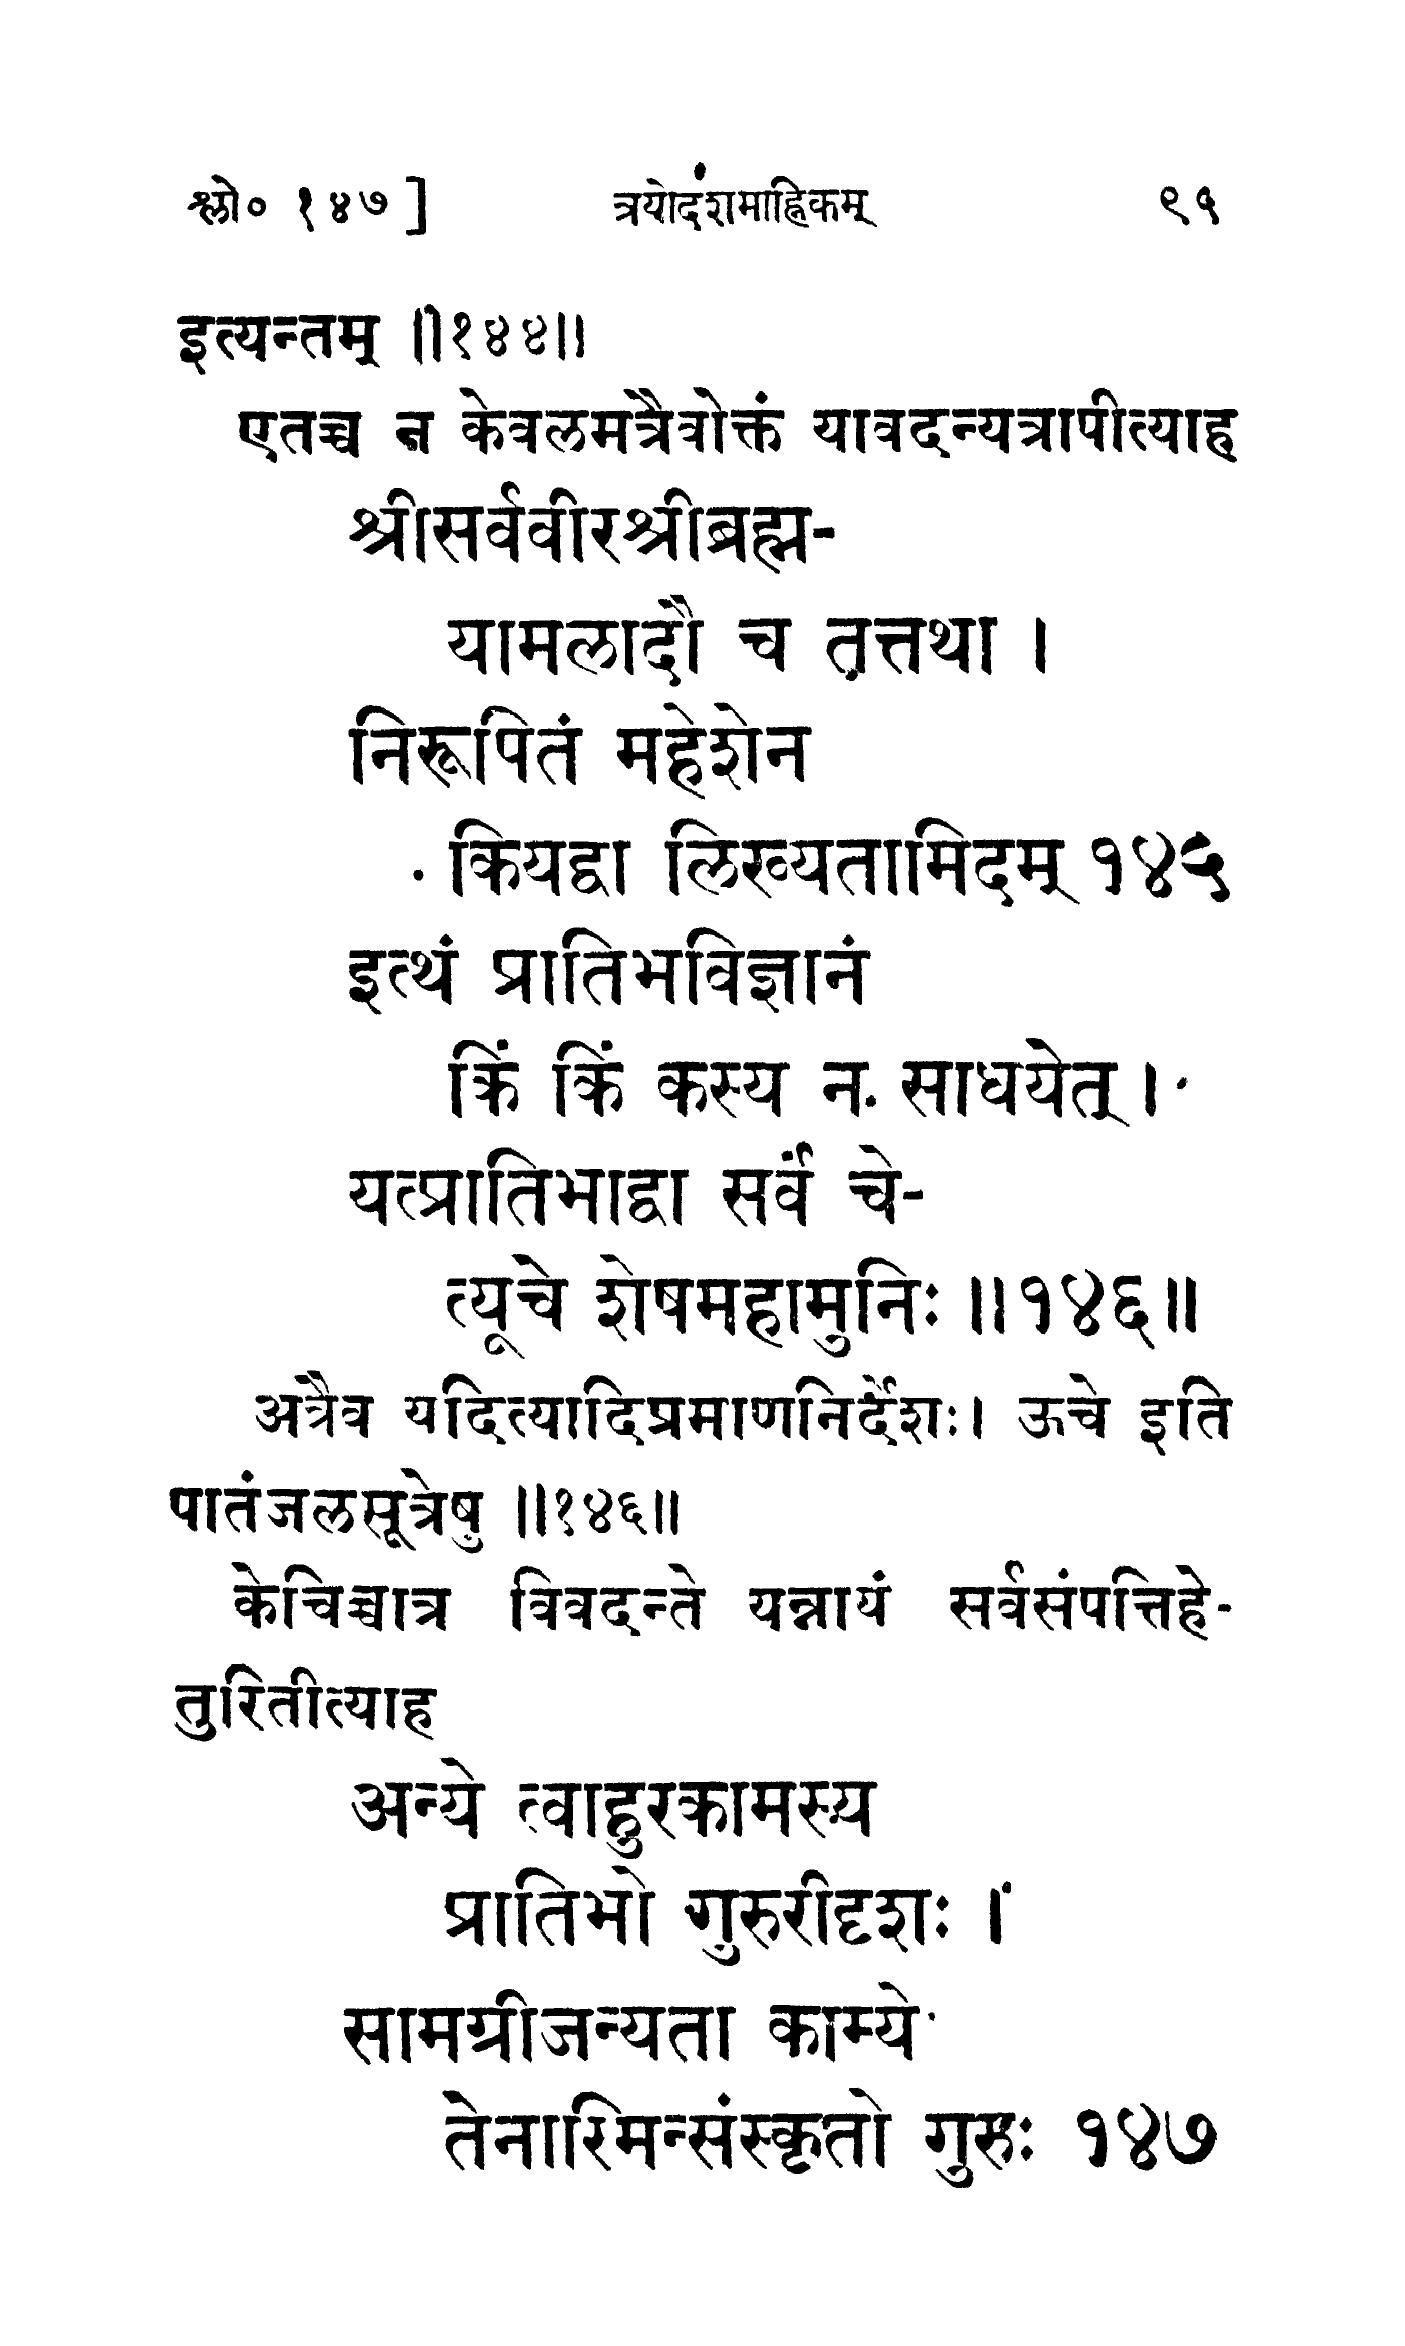 श्लो० १४७ ] त्रयोदशमाह्निकम् ९५
इत्यन्तम् ॥१४४॥
एतच्च न केवलमत्रैवोक्तं यावदन्यत्रापीत्याह
श्रीसर्ववीरश्रीब्रह्म-
यामलादौ च तत्तथा ।
निरूपितं महेशेन
कियद्वा लिख्यतामिदम् १४५
इत्थं प्रातिभविज्ञानं
किं किं कस्य न साधयेत् ।
यत्प्रातिभाद्वा सर्वं चे-
त्यूचे शेषमहामुनिः ॥१४६॥
अत्रैव यदित्यादिप्रमाणनिर्देशः। ऊचे इति
पातंजलसूत्रेषु ॥१४६॥
केचिच्चात्र विवदन्ते यन्नायं सर्वसंपत्तिहे-
तुरितीत्याह
अन्ये त्वाहुरकामस्य
प्रातिभो गुरुरीदृशः ।
सामग्रीजन्यता काम्ये
तेनास्मिन्संस्कृतो गुरुः १४७